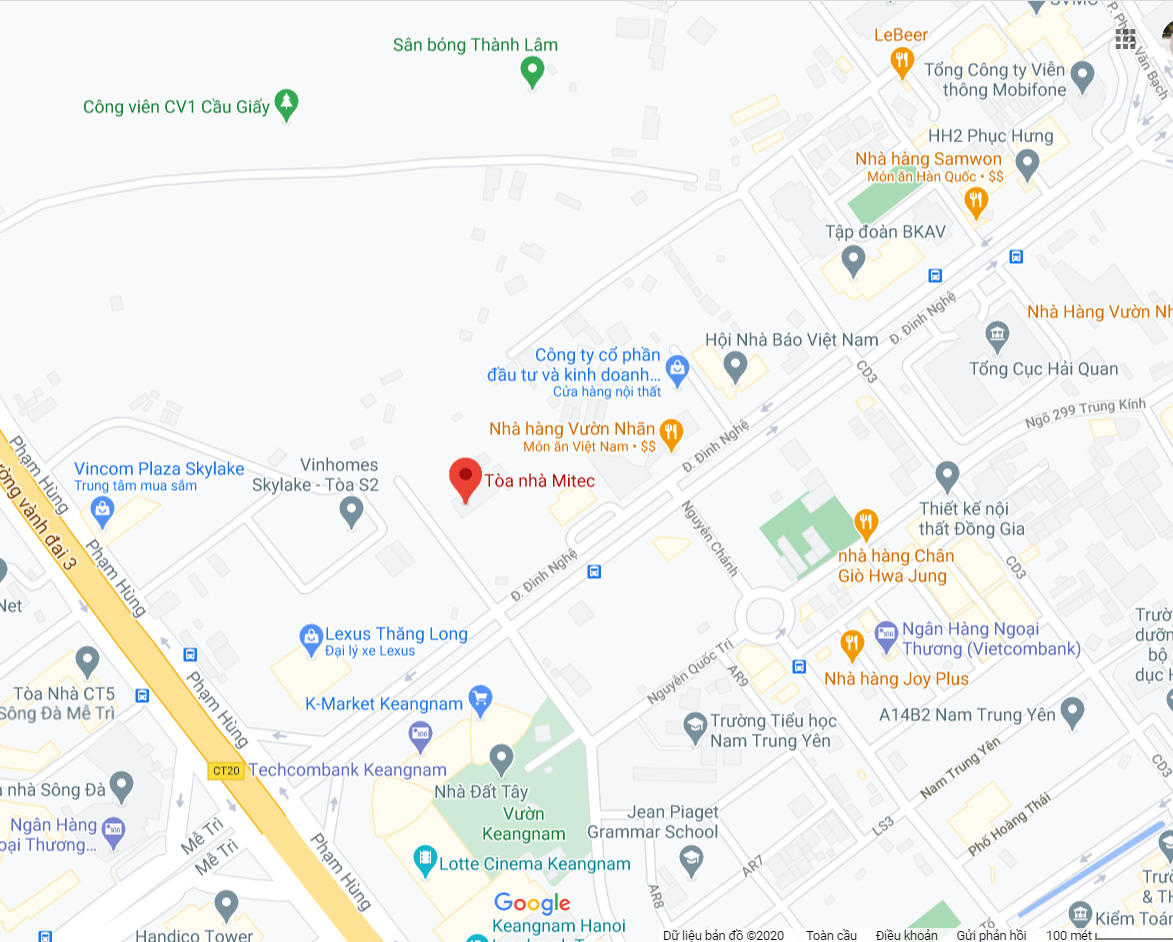 SVMC
LeBeer
Sân bóng Thành Lâm
Tổng Công ty Viễn
thông Mobifone
P. Phạm Văn Bạch
Công viên CV1 Cầu Giấy
HH2 Phục Hưng
Nhà hàng Samwon
Món ăn Hàn Quốc • $$
Tập đoàn BKAV
Đ. Đình Nghệ
Nhà Hàng Vườn Nh
Hội Nhà Báo Việt Nam
Công ty cổ phần
đầu tư và kinh doanh...
Cửa hàng nội thất
Tổng Cục Hải Quan
CD3
Ngõ 299 Trung Kính
Nhà hàng Vườn Nhãn
Món ăn Việt Nam • $$
Đ. Đình Nghệ
Phạm Hùng
ường vành đai 3
Vincom Plaza Skylake
Trung tâm mua sắm
Vinhomes
Skylake - Tòa S2
Tòa nhà Mitec
Nguyễn Chánh
Thiết kế nội
thất Đồng Gia
nhà hàng Chân
Giò Hwa Jung
CD3
Phạm Hùng
Đ. Đình Nghệ
Net
Lexus Thăng Long
Đại lý xe Lexus
Ngân Hàng Ngoại
Thương (Vietcombank)
Trườ
dưỡn
bộ
dục H
Nguyễn Quốc Trị
AR9
Nhà hàng Joy Plus
Tòa Nhà CT5
Sông Đà Mễ Trì
Phạm Hùng
K-Market Keangnam
Trường Tiểu học
Nam Trung Yên
A14B2 Nam Trung Yên
CT20
Techcombank Keangnam
Nhà Đất Tây
Nam Trung Yên
CD3
nhà Sông Đà
Vườn
Keangnam
Jean Piaget
Grammar School
LS3
Phố Hoàng Thái
Ngân Hàng
oại Thương...
Mễ Trì
Mễ Trì
Phạm Hùng
Lotte Cinema Keangnam
AR7
AR8
Trườ
& TH
Google
Keangnam Hanoi
Kiểm Toán
Handico Tower
Dữ liệu bản đồ ©2020
Toàn cầu
Điều khoản
Gửi phản hồi
100 mét